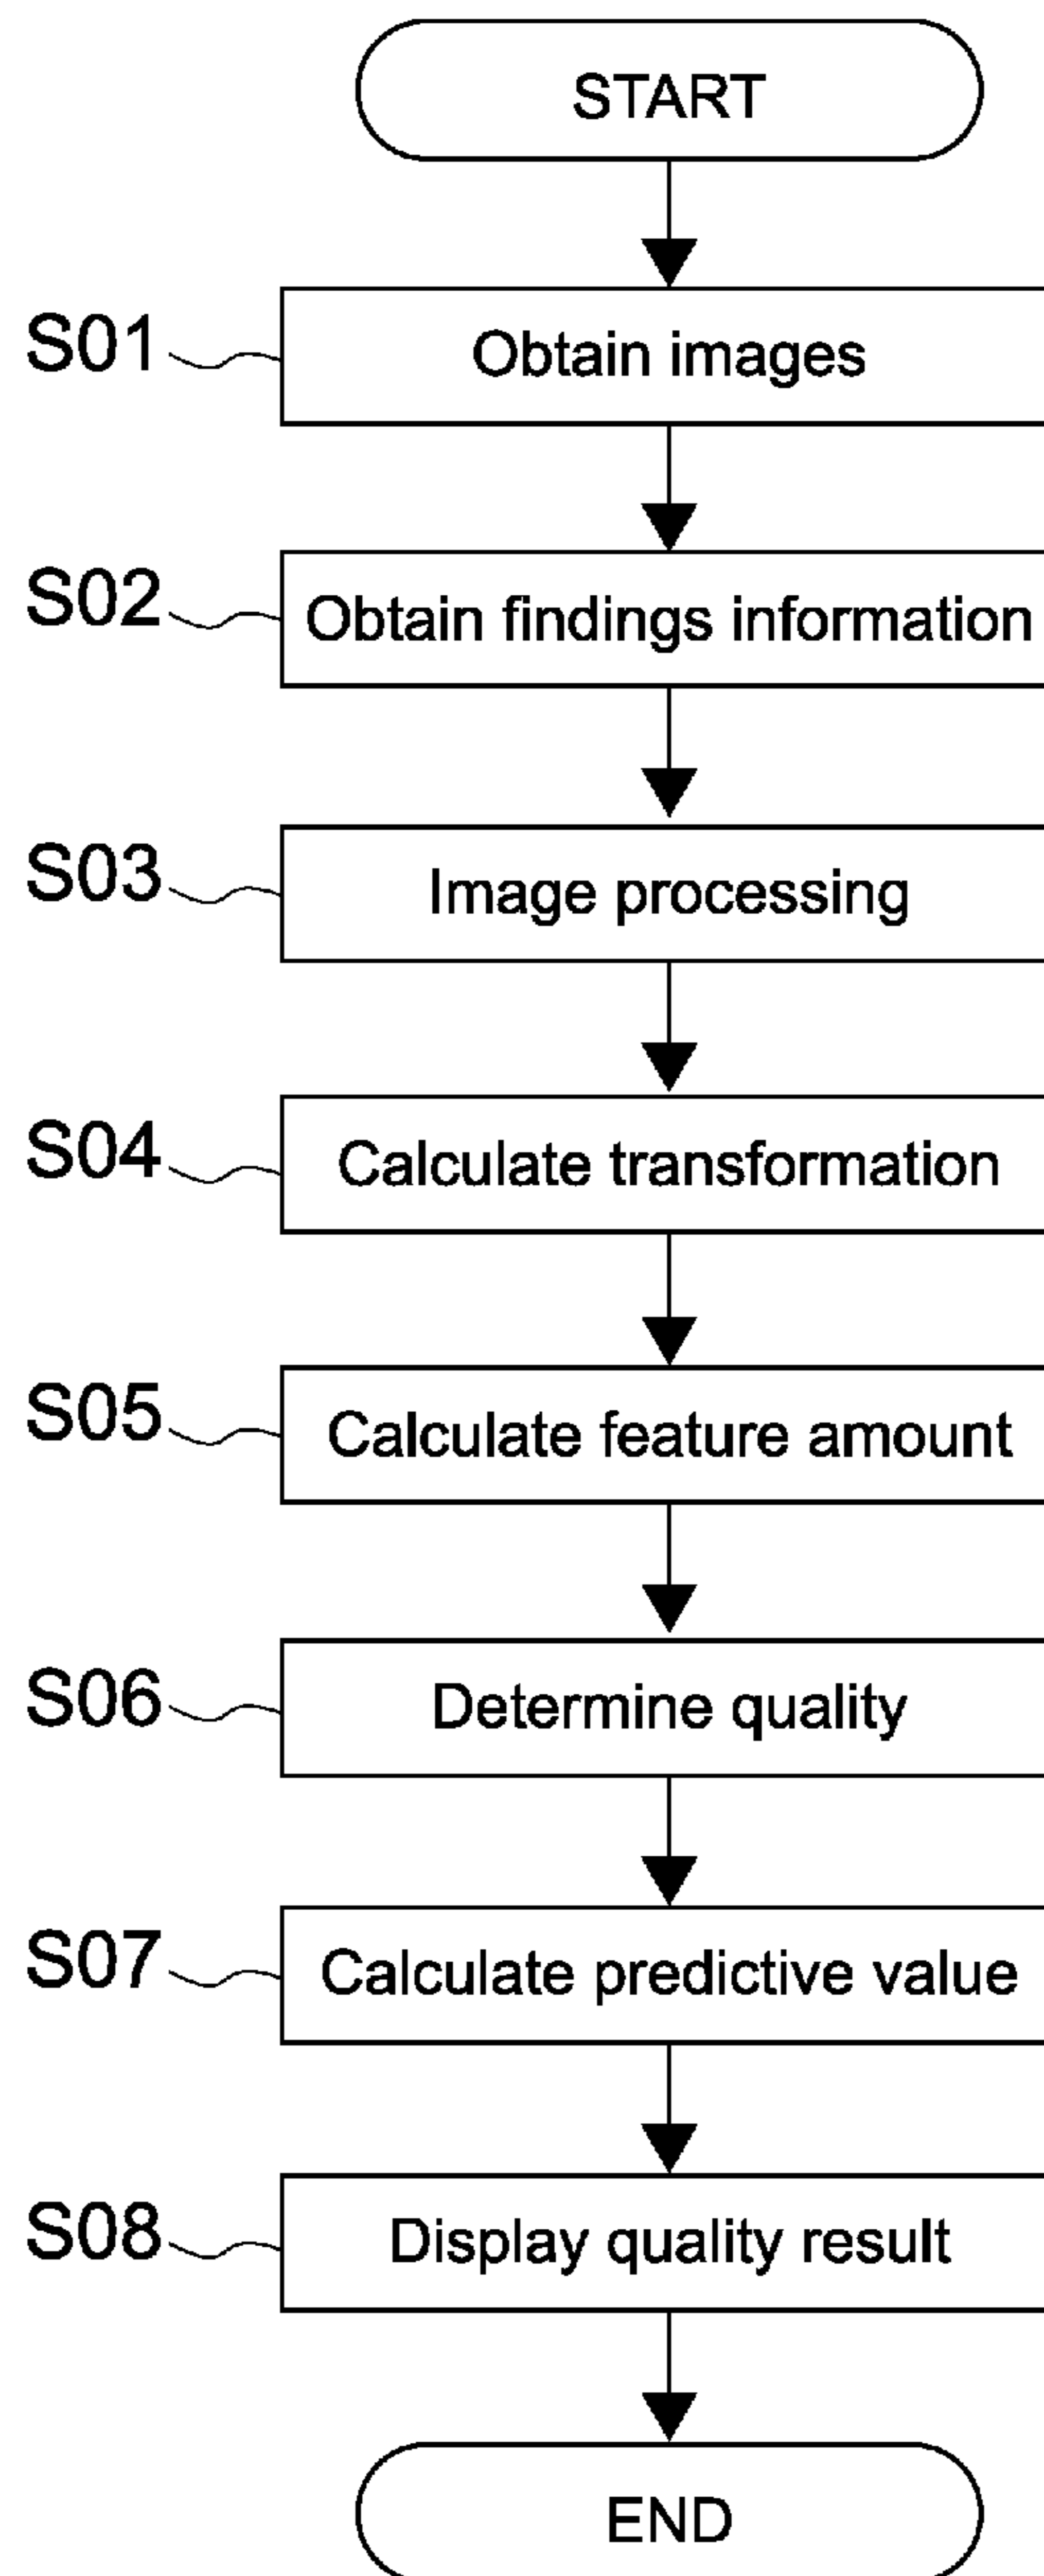 START
S01 Obtain images
S02 Obtain findings information
S03 Image processing
S04 Calculate transformation
S05 Calculate feature amount
S06 Determine quality
S07 Calculate predictive value
S08 Display quality result
END